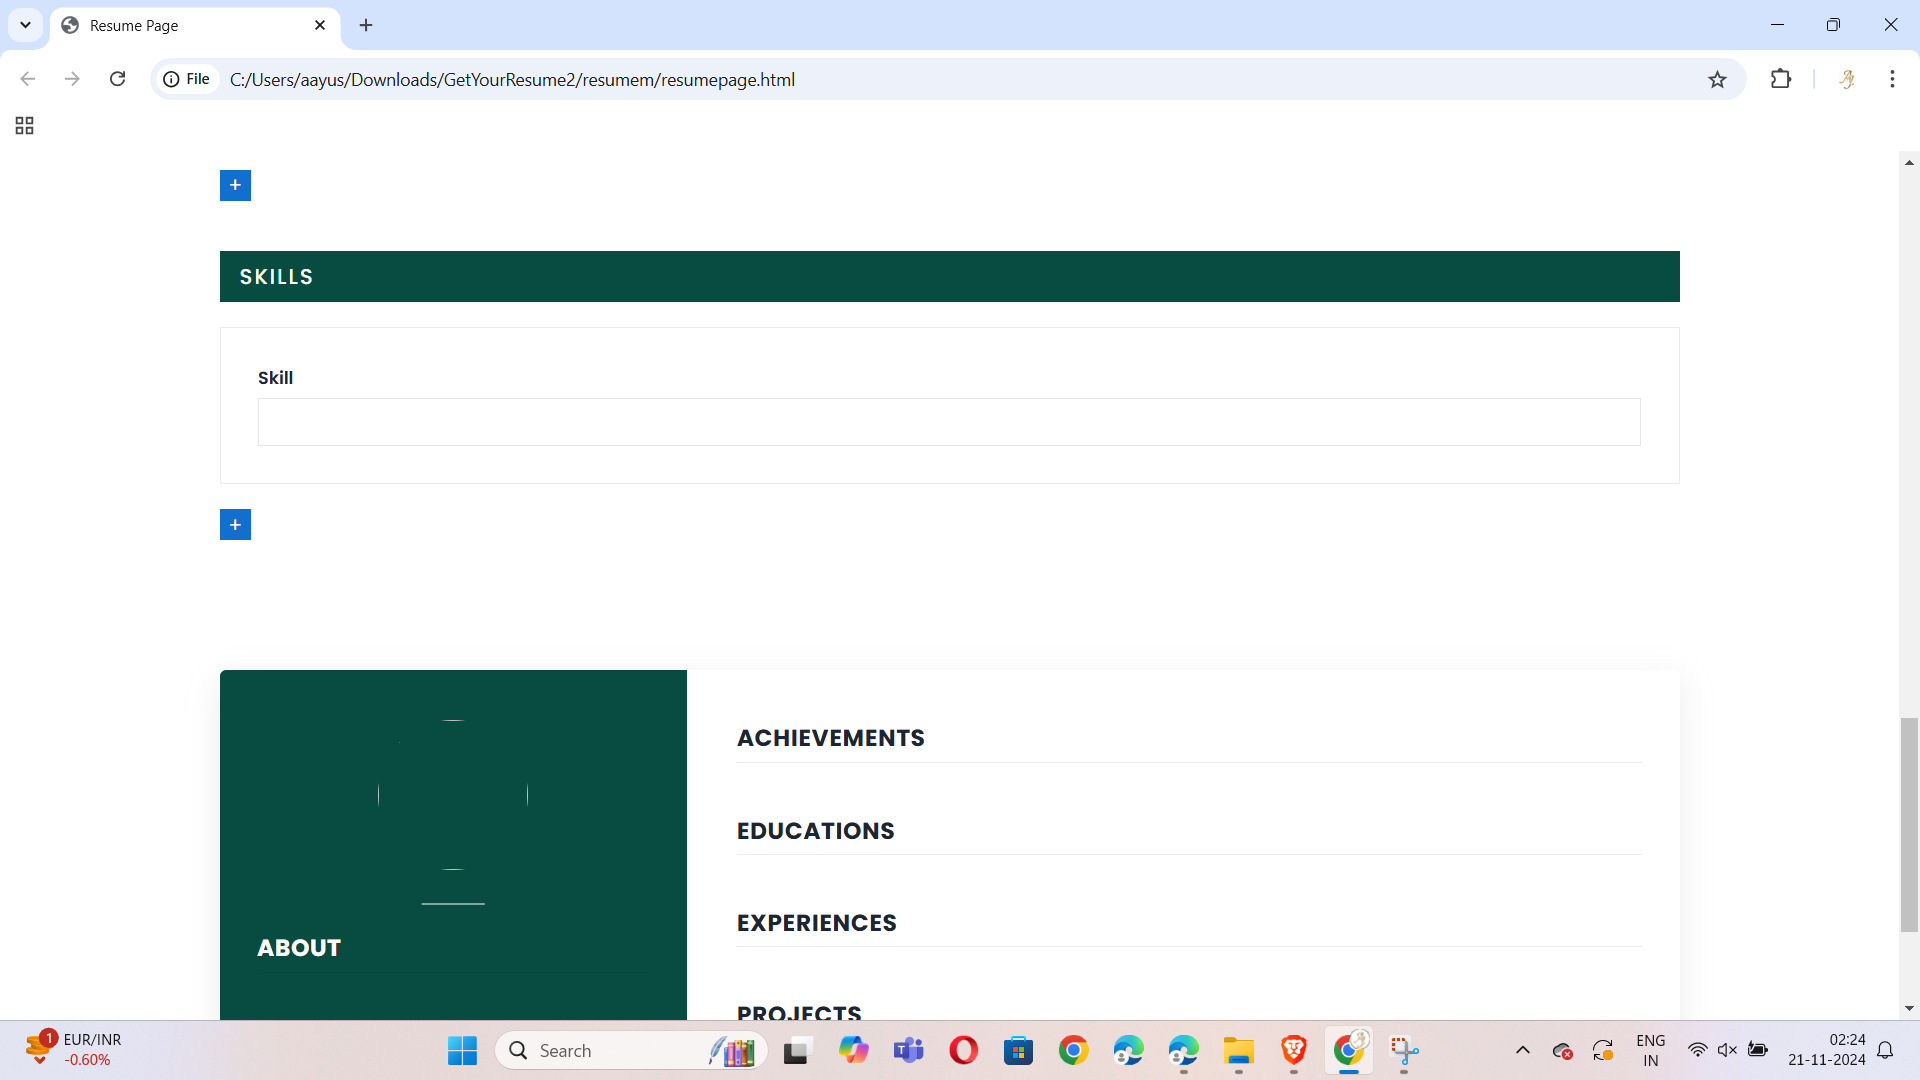 Resume Page
File
C:/Users/aayus/Downloads/GetYourResume2/resumem/resumepage.html
+
SKILLS
Skill
+
ACHIEVEMENTS
EDUCATIONS
EXPERIENCES
ABOUT
PROJECTS
1
EUR/INR
-0.60%
Search
ENG
IN
02:24
21-11-2024